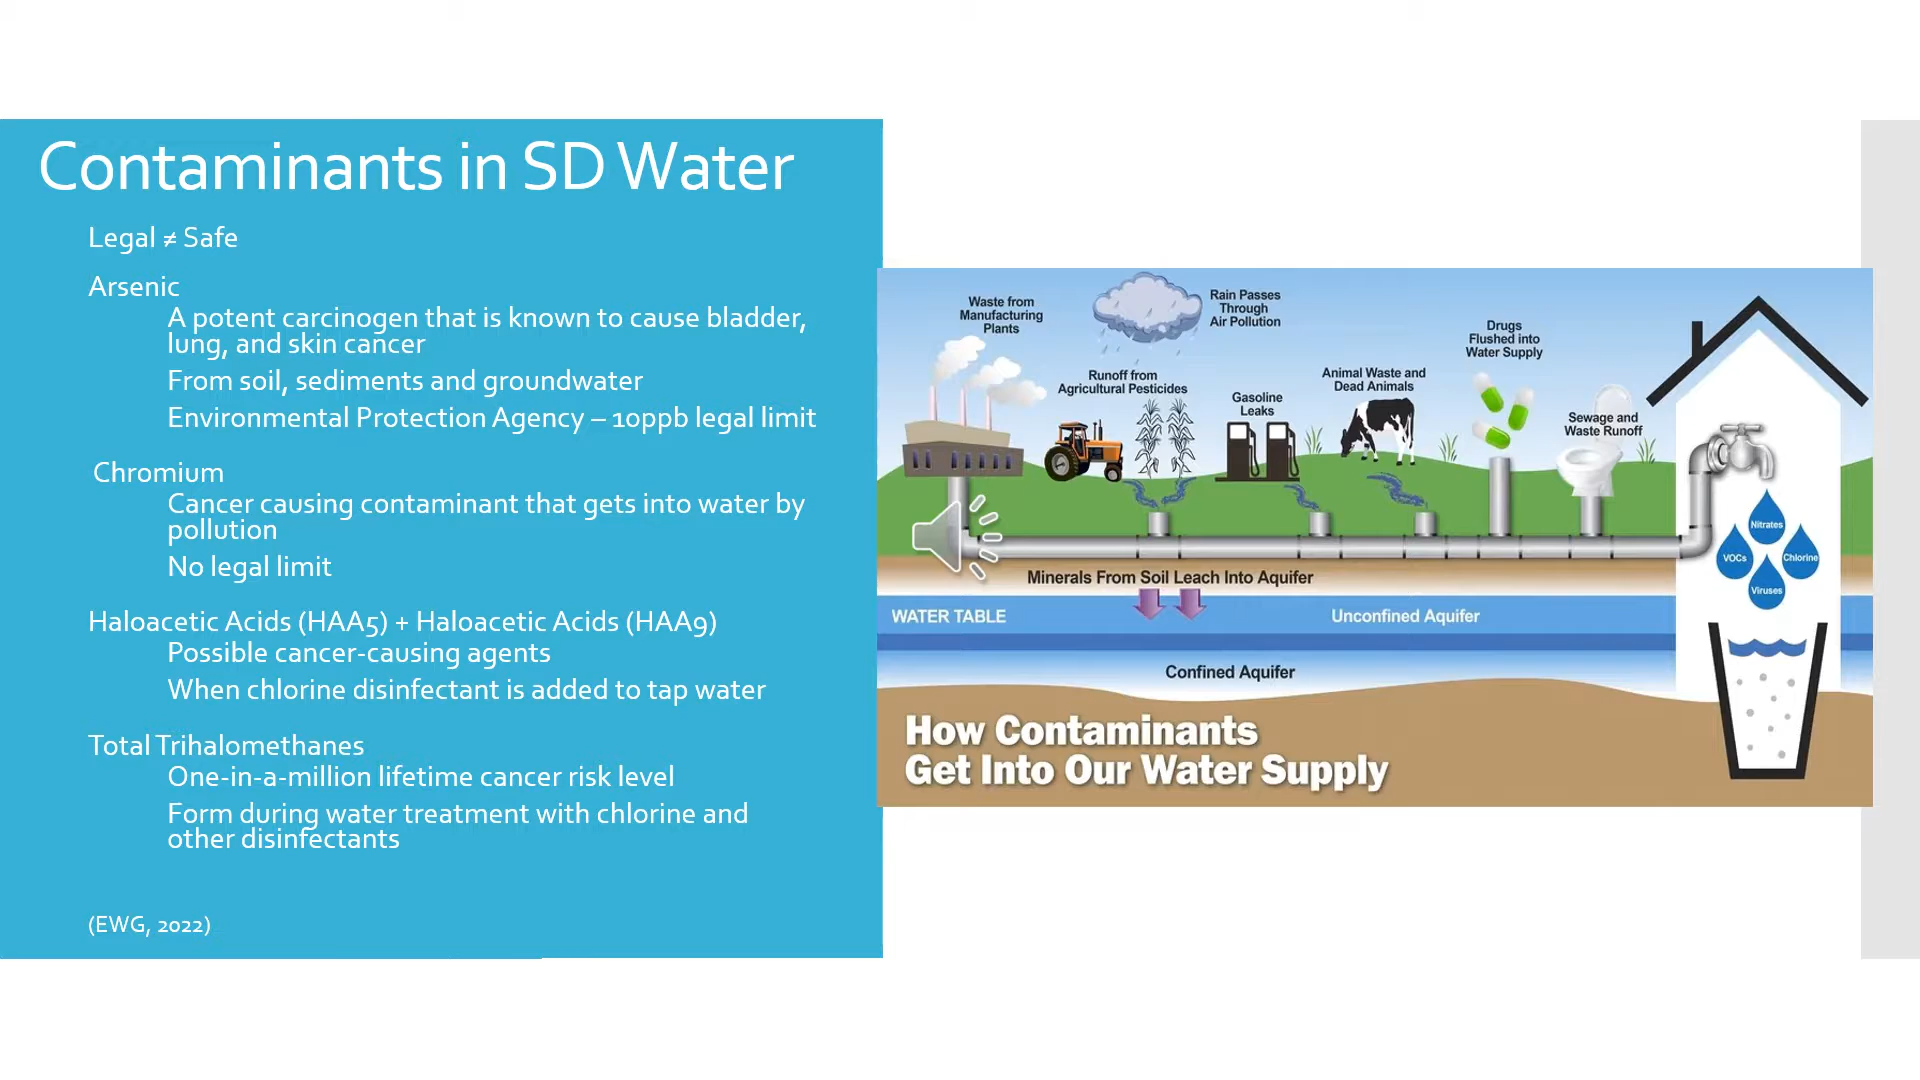 Contaminants in SD Water
Legal ≠ Safe
Arsenic
A potent carcinogen that is known to cause bladder,
lung, and skin cancer
From soil, sediments and groundwater
Environmental Protection Agency – 10ppb legal limit
Chromium
Cancer causing contaminant that gets into water by
pollution
No legal limit
Haloacetic Acids (HAA5) + Haloacetic Acids (HAA9)
Possible cancer-causing agents
When chlorine disinfectant is added to tap water
Total Trihalomethanes
One-in-a-million lifetime cancer risk level
Form during water treatment with chlorine and
other disinfectants
(EWG, 2022)
Waste from
Manufacturing
Plants
Rain Passes
Through
Air Pollution
Runoff from
Agricultural Pesticides
Gasoline
Leaks
Animal Waste and
Dead Animals
Drugs
Flushed into
Water Supply
Sewage and
Waste Runoff
Nitrates
VOCs
Chlorine
Viruses
Minerals From Soil Leach Into Aquifer
WATER TABLE
Unconfined Aquifer
Confined Aquifer
How Contaminants
Get Into Our Water Supply